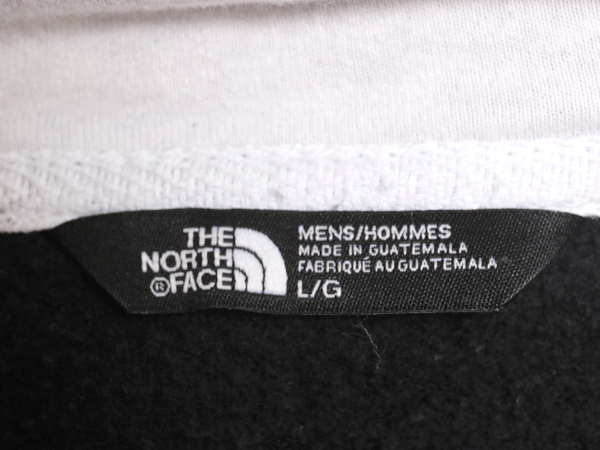 THE
NORTH
®FACE
MENS/HOMMES
MADE IN GUATEMALA
FABRIQUÉ AU GUATEMALA
L/G